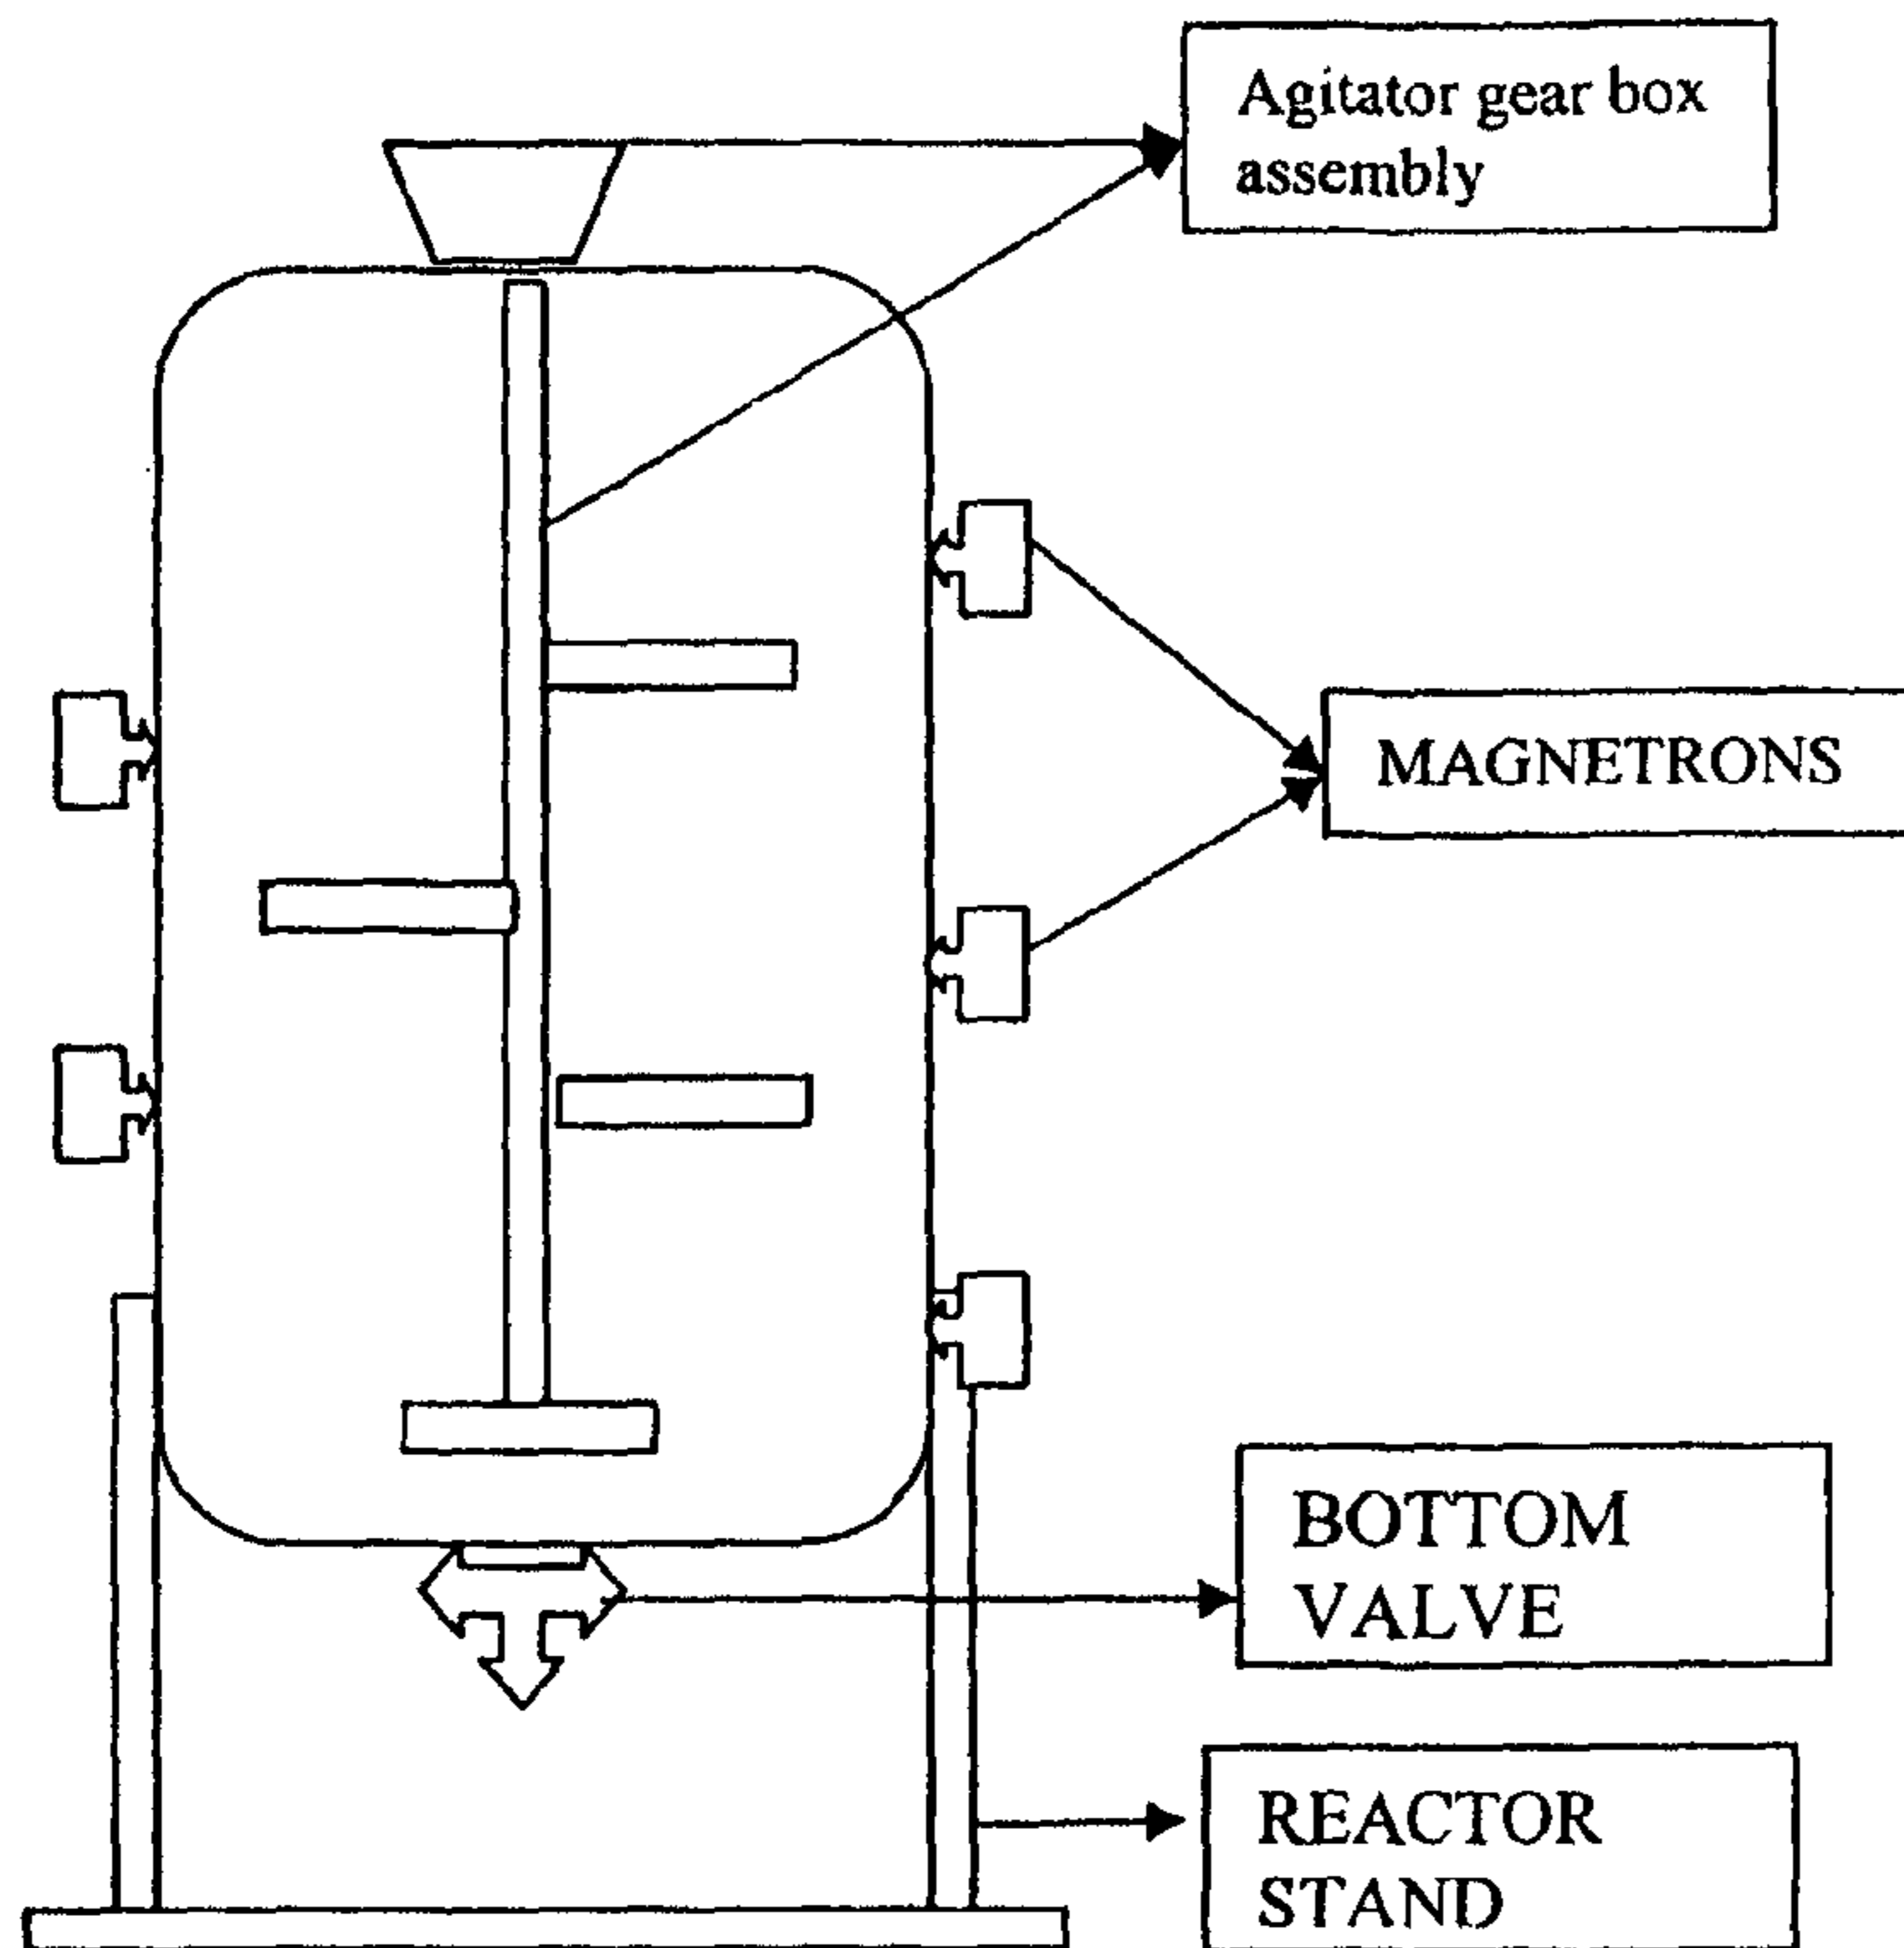 Agitator gear box
assembly
MAGNETRONS
BOTTOM
VALVE
REACTOR
STAND